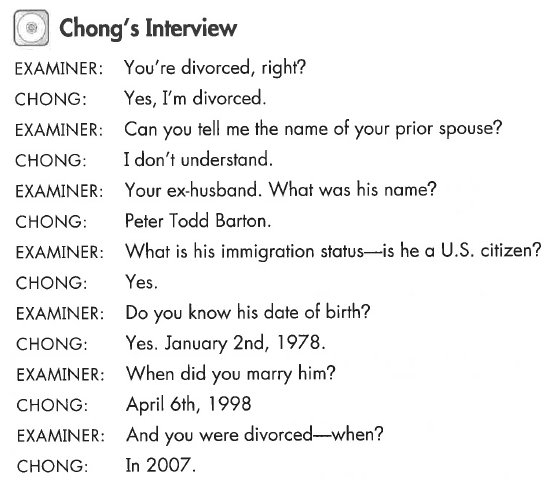 Chong's Interview
EXAMINER: You're divorced, right?
CHONG: Yes, I'm divorced.
EXAMINER: Can you tell me the name of your prior spouse?
CHONG: I don't understand.
EXAMINER: Your ex-husband. What was his name?
CHONG: Peter Todd Barton.
EXAMINER: What is his immigration status—is he a U.S. citizen?
CHONG: Yes.
EXAMINER: Do you know his date of birth?
CHONG: Yes. January 2nd, 1978.
EXAMINER: When did you marry him?
CHONG: April 6th, 1998
EXAMINER: And you were divorced—when?
CHONG: In 2007.